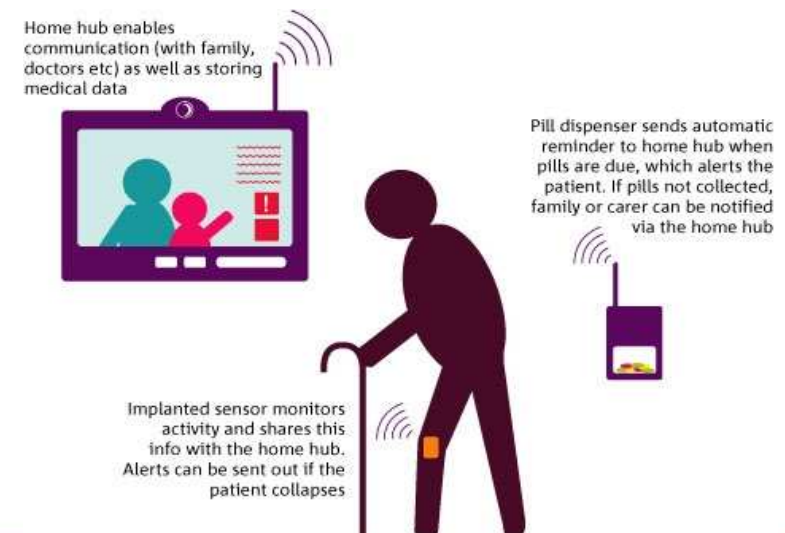 Home hub enables
communication (with family,
doctors etc) as well as storing
medical data
!
Pill dispenser sends automatic
reminder to home hub when
pills are due, which alerts the
patient. If pills not collected,
family or carer can be notified
via the home hub
Implanted sensor monitors
activity and shares this
info with the home hub.
Alerts can be sent out if the
patient collapses